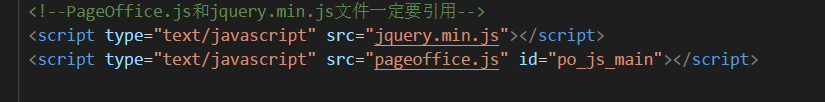 <!--PageOffice.js和jquery.min.js文件一定要引用-->
<script type="text/javascript" src="jquery.min.js"></script>
<script type="text/javascript" src="pageoffice.js" id="po_js_main"></script>